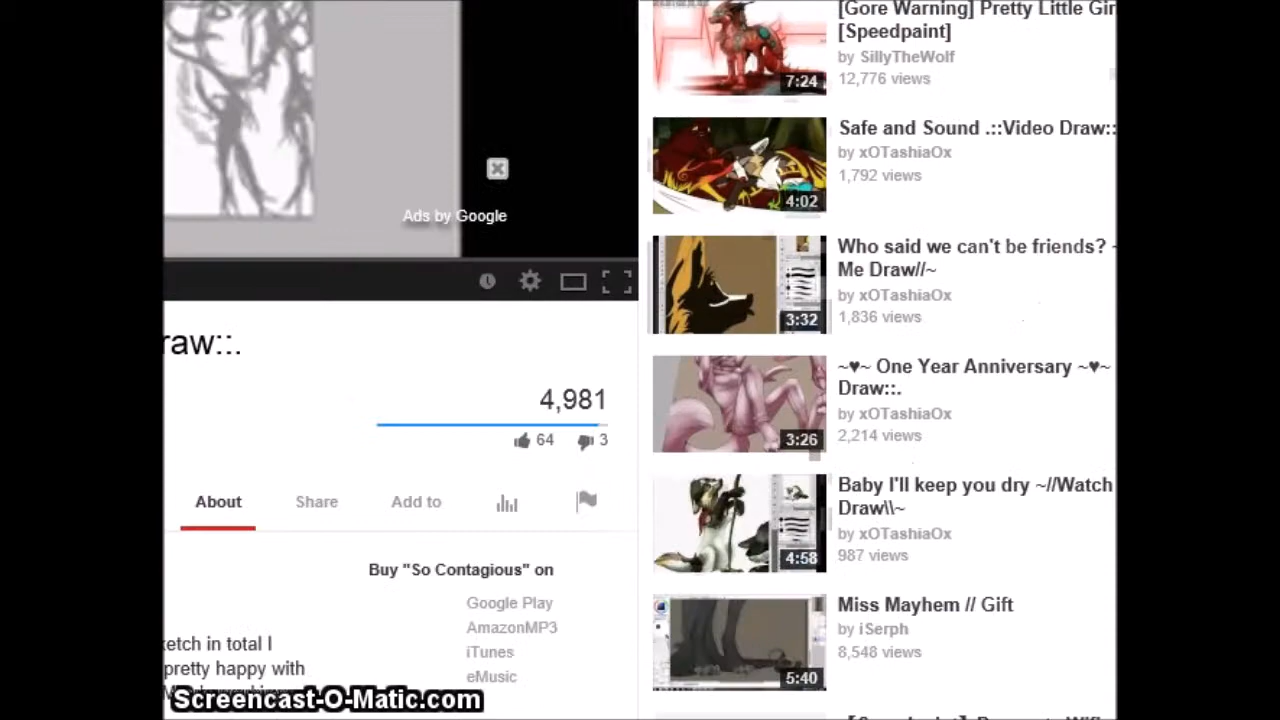 Ads by Google
raw::.
4,981
64
3
About
Share
Add to
Buy "So Contagious" on
Google Play
AmazonMP3
iTunes
eMusic
ketch in total I
pretty happy with
Screencast-O-Matic.com
[Gore Warning] Pretty Little Gir
[Speedpaint]
by SillyTheWolf
12,776 views
7:24
Safe and Sound .:::Video Draw::
by xOTashiaOx
1,792 views
4:02
Who said we can't be friends? ~
Me Draw//~
by xOTashiaOx
1,836 views
3:32
~♥~ One Year Anniversary ~♥~
Draw::.
by xOTashiaOx
2,214 views
3:26
Baby I'll keep you dry ~//Watch
Draw\\~
by xOTashiaOx
987 views
4:58
Miss Mayhem // Gift
by iSerph
8,548 views
5:40